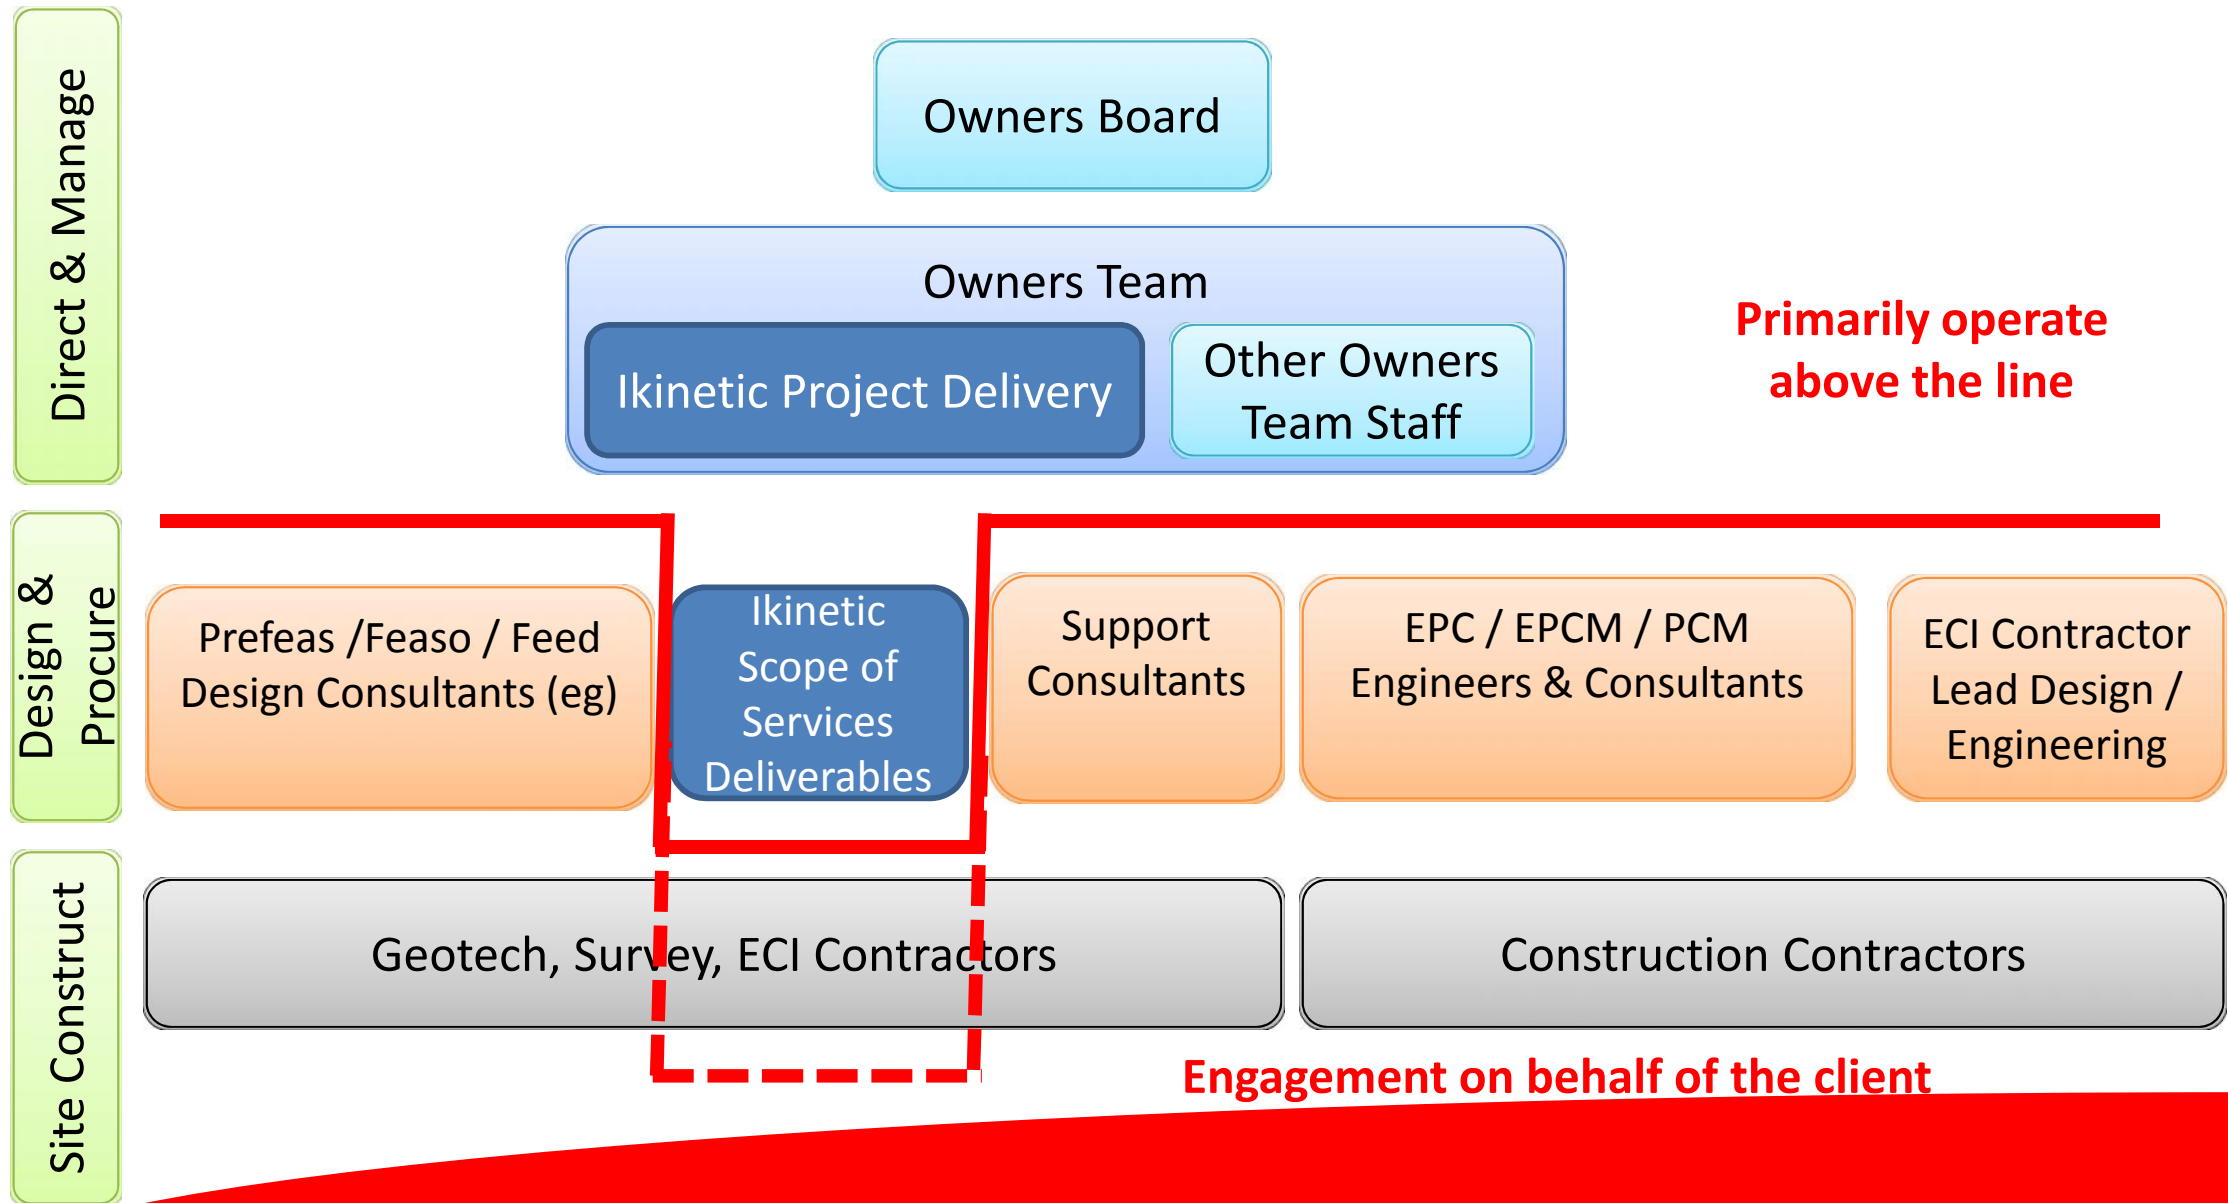 Direct & Manage
Owners Board
Owners Team
Ikinetic Project Delivery
Other Owners
Team Staff
Primarily operate
above the line
Design &
Procure
Prefeas /Feaso / Feed
Design Consultants (eg)
Ikinetic
Scope of
Services
Deliverables
Support
Consultants
EPC / EPCM / PCM
Engineers & Consultants
ECI Contractor
Lead Design /
Engineering
Site Construct
Geotech, Survey, ECI Contractors
Construction Contractors
Engagement on behalf of the client